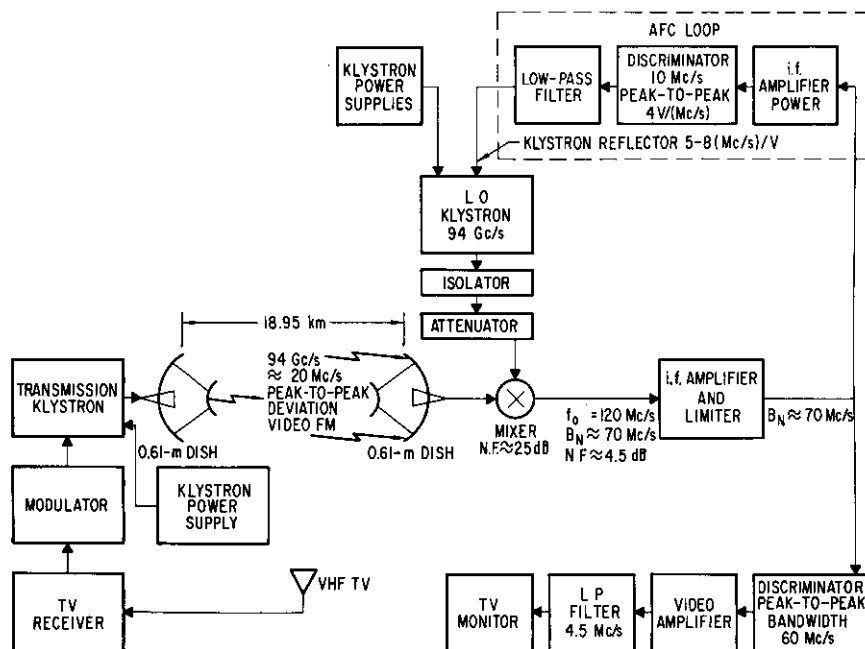 AFC LOOP
KLYSTRON
POWER
SUPPLIES
LOW-PASS
FILTER
DISCRIMINATOR
10 Mc/s
PEAK-TO-PEAK
4V/(Mc/s)
i.f.
AMPLIFIER
POWER
KLYSTRON REFLECTOR 5-8(Mc/s)/V
L O
KLYSTRON
94 Gc/s
ISOLATOR
ATTENUATOR
18.95 km
TRANSMISSION
KLYSTRON
94 Gc/s
≈ 20 Mc/s
PEAK-TO-PEAK
DEVIATION
VIDEO FM
0.61-m DISH
0.61-m DISH
MIXER
N.F.≈25 dB
f₀ =120 Mc/s
B_N ≈ 70 Mc/s
N F ≈ 4.5 dB
i.f. AMPLIFIER
AND
LIMITER
B_N ≈ 70 Mc/s
MODULATOR
KLYSTRON
POWER
SUPPLY
TV
RECEIVER
VHF TV
TV
MONITOR
L P
FILTER
4.5 Mc/s
VIDEO
AMPLIFIER
DISCRIMINATOR
PEAK-TO-PEAK
BANDWIDTH
60 Mc/s